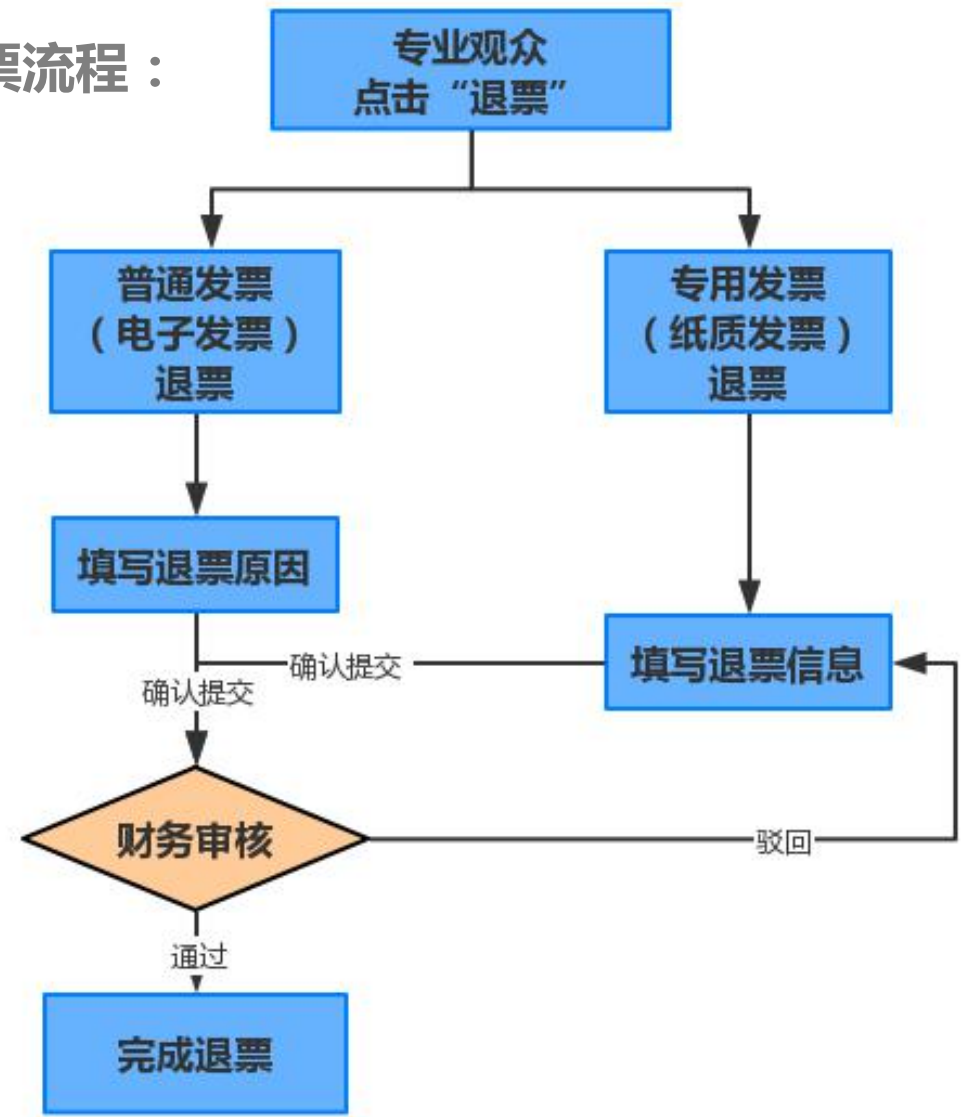 票流程：
专业观众
点击“退票”
普通发票
（电子发票）
退票
专用发票
（纸质发票）
退票
填写退票原因
确认提交
填写退票信息
确认提交
财务审核
驳回
通过
完成退票